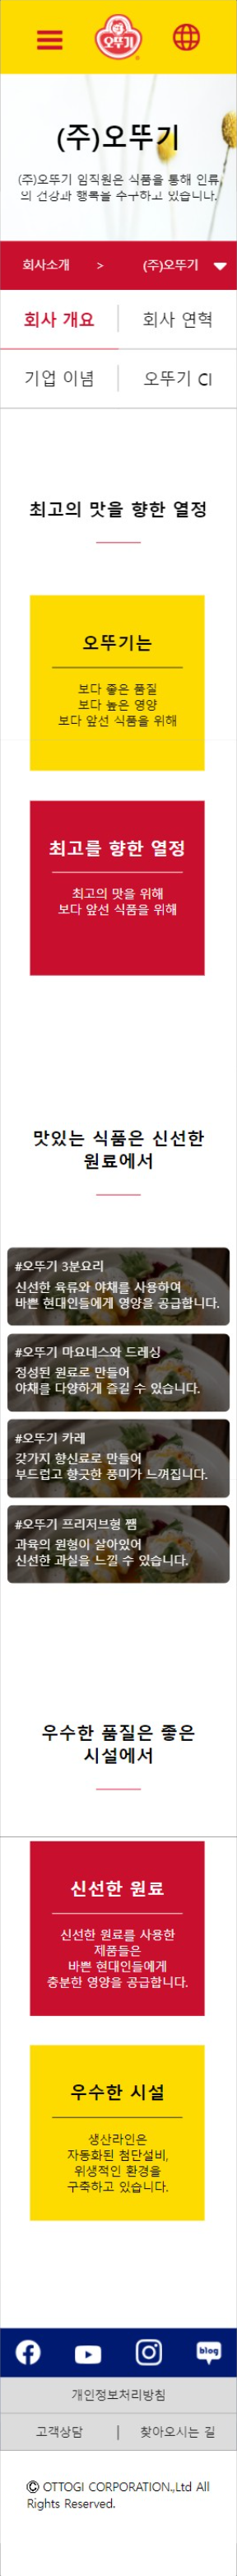 오뚜기
(주)오뚜기
(주)오뚜기 임직원은 식품을 통해 인류
의 건강과 행복을 추구하고 있습니다.
회사소개 > (주)오뚜기
회사 개요 회사 연혁
기업 이념 오뚜기 CI
최고의 맛을 향한 열정
오뚜기는
보다 좋은 품질
보다 높은 영양
보다 앞선 식품을 위해
최고를 향한 열정
최고의 맛을 위해
보다 앞선 식품을 위해
맛있는 식품은 신선한
원료에서
#오뚜기 3분요리
신선한 육류와 야채를 사용하여
바쁜 현대인들에게 영양을 공급합니다.
#오뚜기 마요네스와 드레싱
정성된 원료로 만들어
야채를 다양하게 즐길 수 있습니다.
#오뚜기 카레
갖가지 향신료로 만들어
부드럽고 향긋한 풍미가 느껴집니다.
#오뚜기 프리저브형 쨈
과육의 원형이 살아있어
신선한 과실을 느낄 수 있습니다.
우수한 품질은 좋은
시설에서
신선한 원료
신선한 원료를 사용한
제품들은
바쁜 현대인들에게
충분한 영양을 공급합니다.
우수한 시설
생산라인은
자동화된 첨단설비,
위생적인 환경을
구축하고 있습니다.
blog
개인정보처리방침
고객상담 | 찾아오시는 길
© OTTOGI CORPORATION.,Ltd All
Rights Reserved.